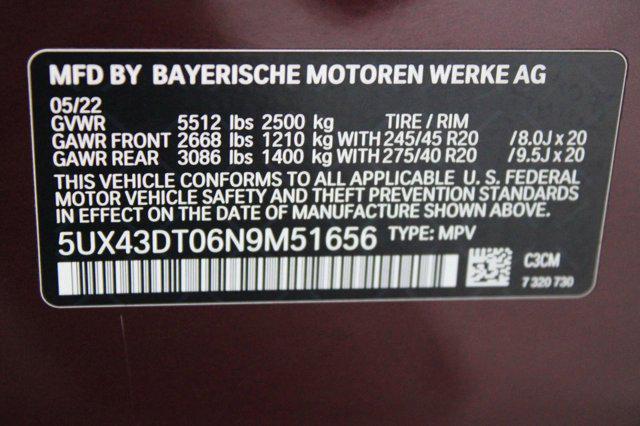 MFD BY BAYERISCHE MOTOREN WERKE AG
05/22
GVWR 5512 lbs 2500 kg TIRE / RIM
GAWR FRONT 2668 lbs 1210 kg WITH 245/45 R20 /8.0J x 20
GAWR REAR 3086 lbs 1400 kg WITH 275/40 R20 /9.5J x 20
THIS VEHICLE CONFORMS TO ALL APPLICABLE U. S. FEDERAL
MOTOR VEHICLE SAFETY AND THEFT PREVENTION STANDARDS
IN EFFECT ON THE DATE OF MANUFACTURE SHOWN ABOVE.
5UX43DT06N9M51656 TYPE: MPV
C3CM
7 320 730